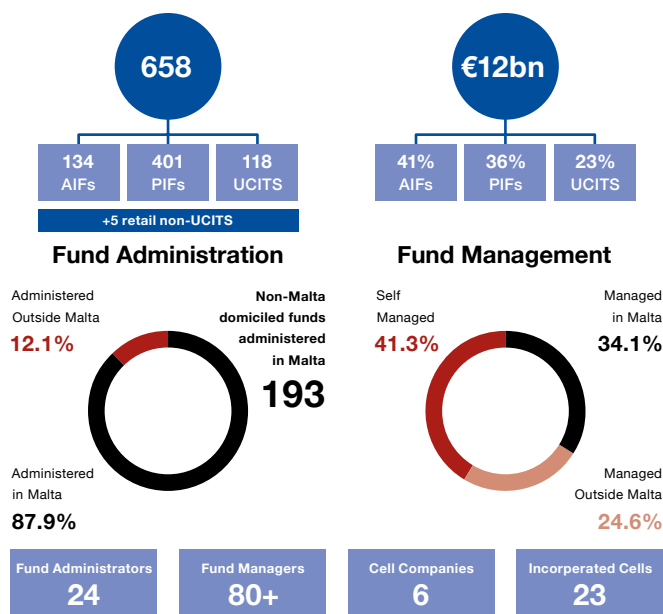 658
€12bn
134
AIFs
401
PIFs
118
UCITS
41%
AIFs
36%
PIFs
23%
UCITS
+5 retail non-UCITS
Fund Administration
Fund Management
Administered
Outside Malta
12.1%
Non-Malta
domiciled funds
administered
in Malta
193
Administered
in Malta
87.9%
Self
Managed
41.3%
Managed
in Malta
34.1%
Managed
Outside Malta
24.6%
Fund Administrators
24
Fund Managers
80+
Cell Companies
6
Incorperated Cells
23